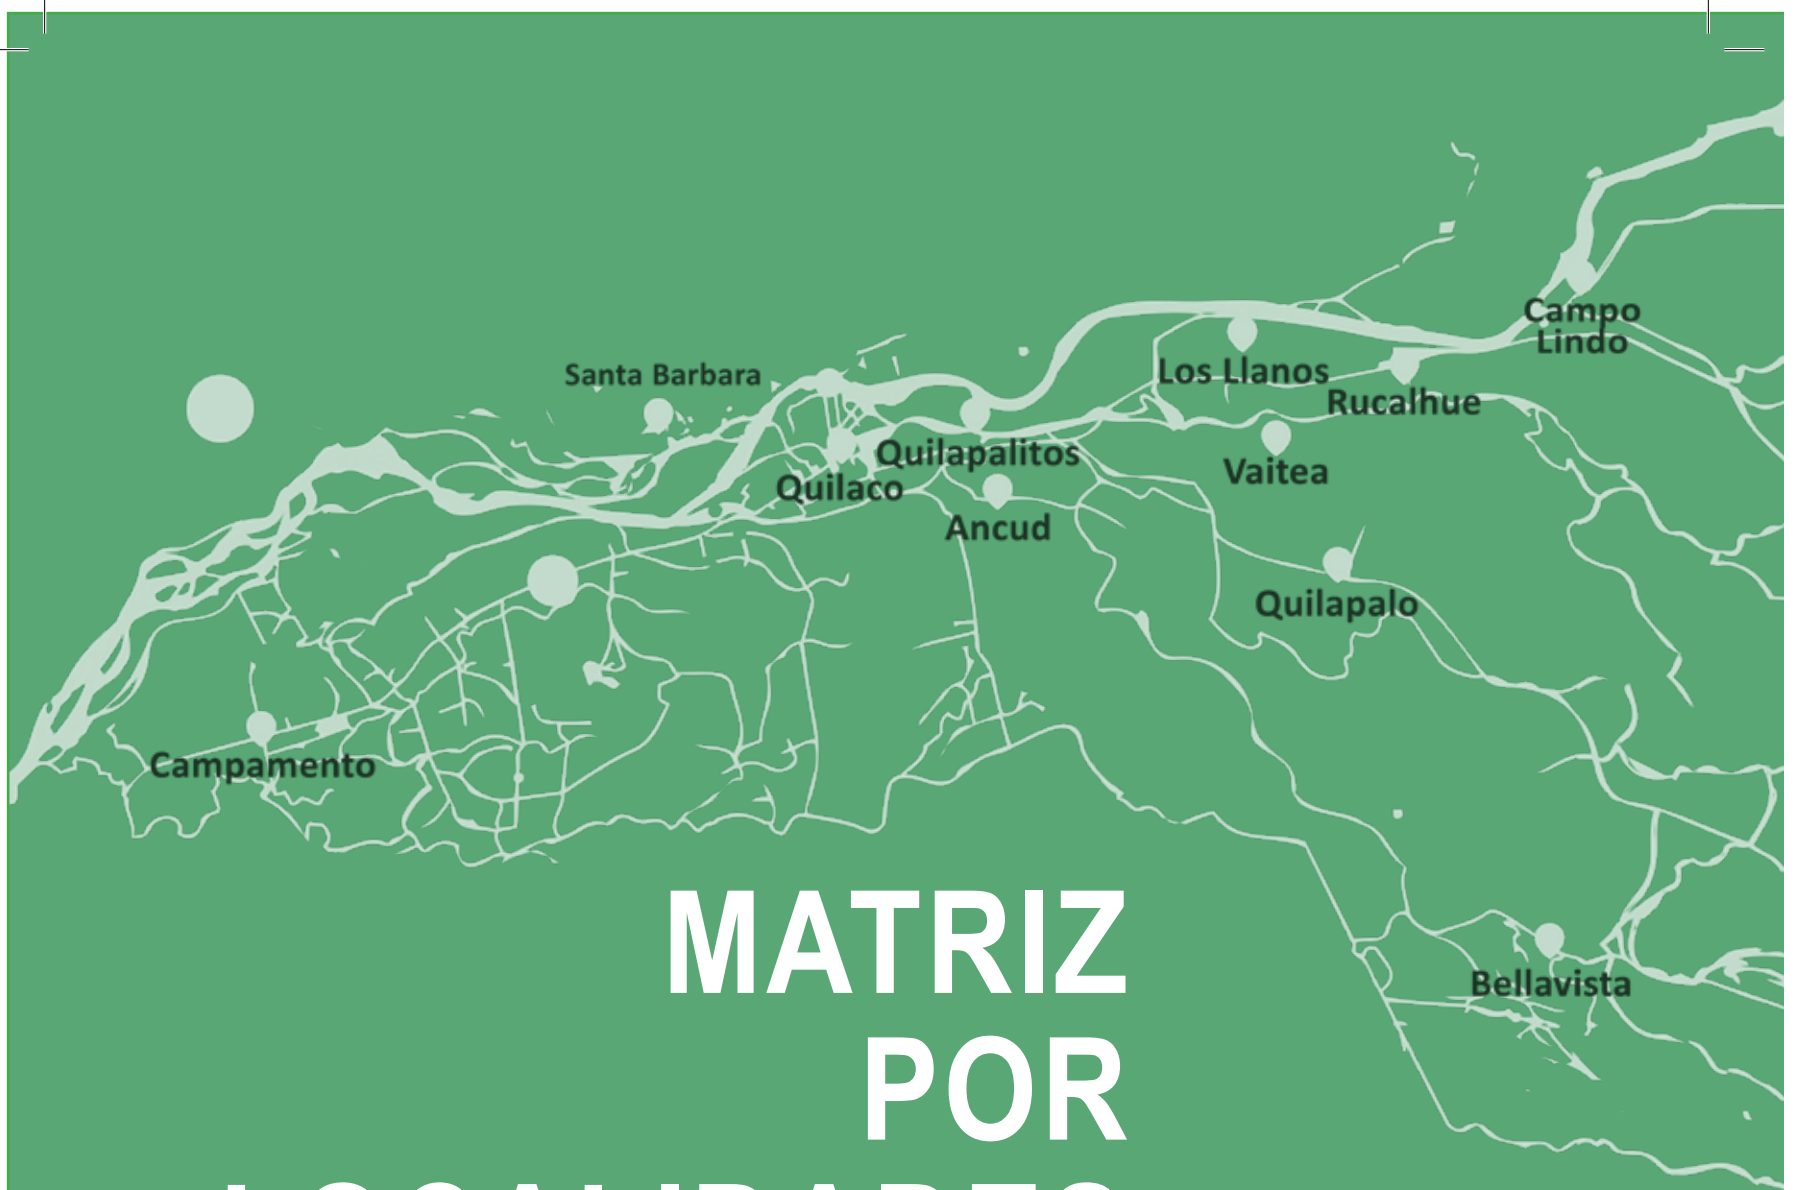 Campo
Lindo
Los Llanos
Santa Barbara
Rucalhue
Quilapalitos
Vaitea
Quilaco
Ancud
Quilapalo
Campamento
MATRIZ
POR
Bellavista